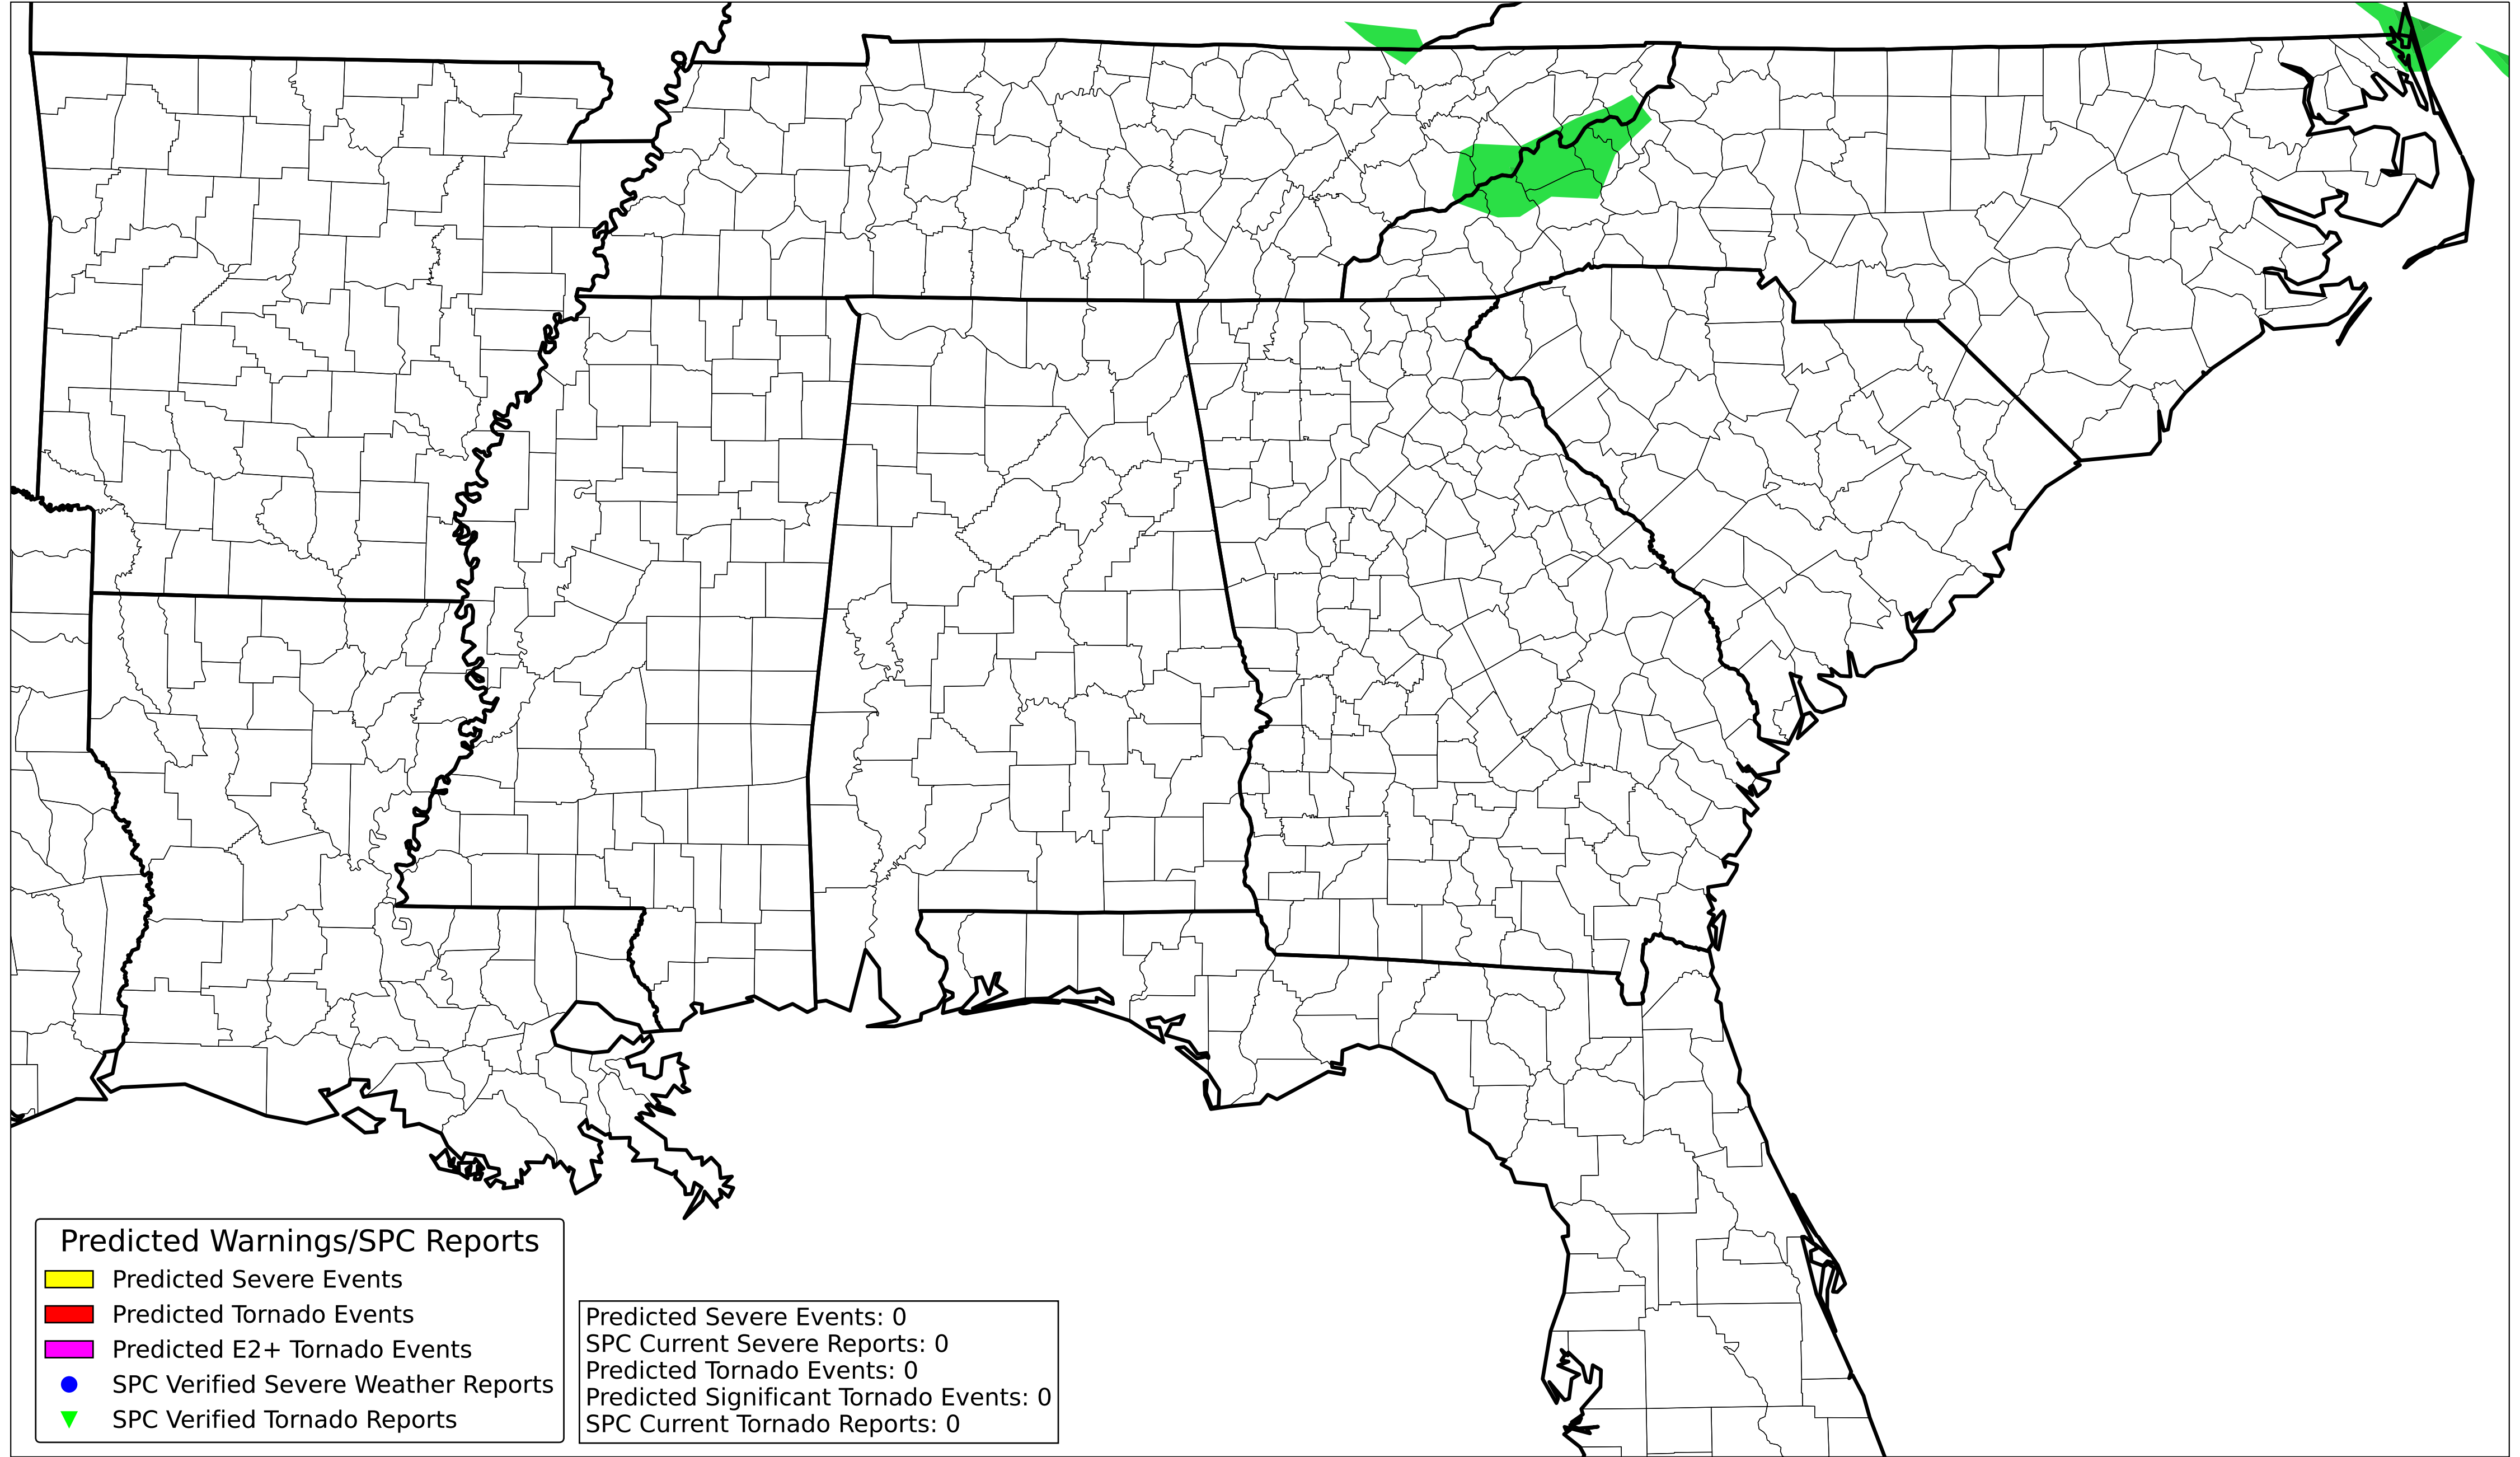 Predicted Warnings/SPC Reports
Predicted Severe Events
Predicted Tornado Events
Predicted E2+ Tornado Events
SPC Verified Severe Weather Reports
SPC Verified Tornado Reports
Predicted Severe Events: 0
SPC Current Severe Reports: 0
Predicted Tornado Events: 0
Predicted Significant Tornado Events: 0
SPC Current Tornado Reports: 0